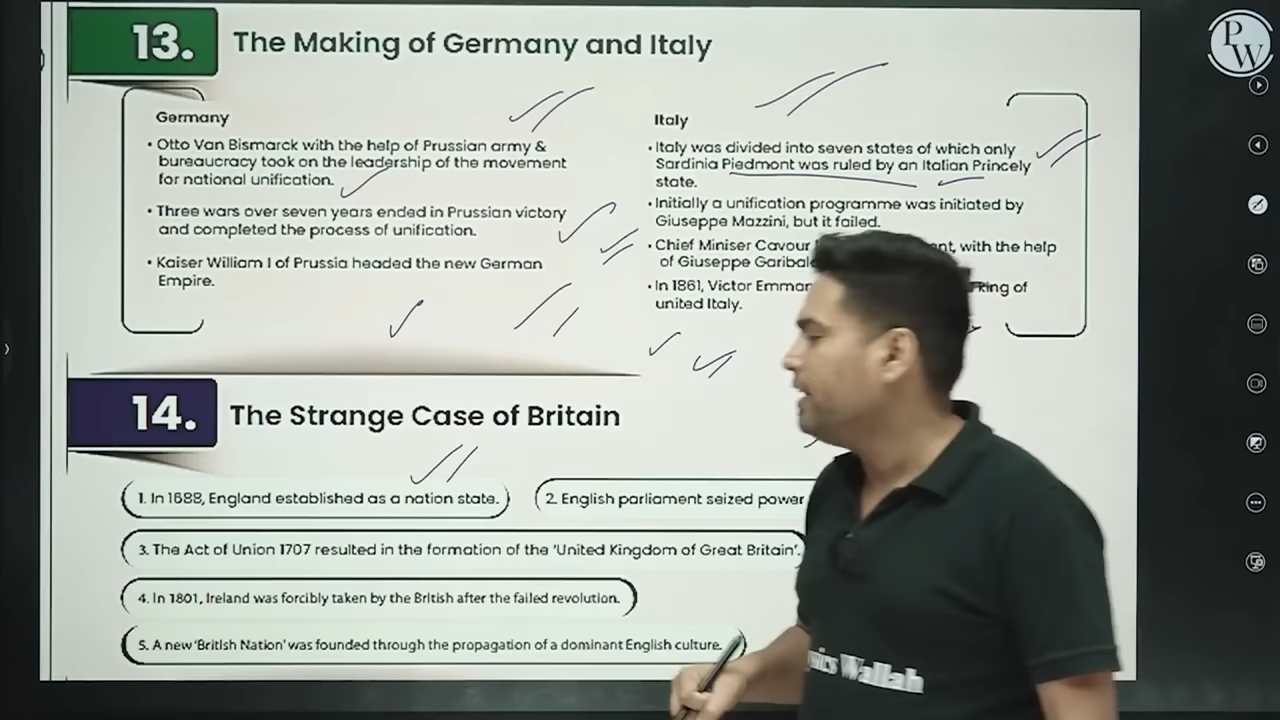 13. The Making of Germany and Italy
PW
Germany
• Otto Van Bismarck with the help of Prussian army &
bureaucracy took on the leadership of the movement
for national unification.
• Three wars over seven years ended in Prussian victory
and completed the process of unification.
• Kaiser William I of Prussia headed the new German
Empire.
Italy
• Italy was divided into seven states of which only
Sardinia Piedmont was ruled by an Italian Princely
state.
• Initially a unification programme was initiated by
Giuseppe Mazzini, but it failed.
• Chief Miniser Cavour with the help
of Giuseppe
• In 1861, Victor King of
united Italy.
14. The Strange Case of Britain
1. In 1688, England established as a nation state.
2. English parliament seized power
3. The Act of Union 1707 resulted in the formation of the 'United Kingdom of Great Britain'.
4. In 1801, Ireland was forcibly taken by the British after the failed revolution.
5. A new 'British Nation' was founded through the propagation of a dominant English culture.
Wallah